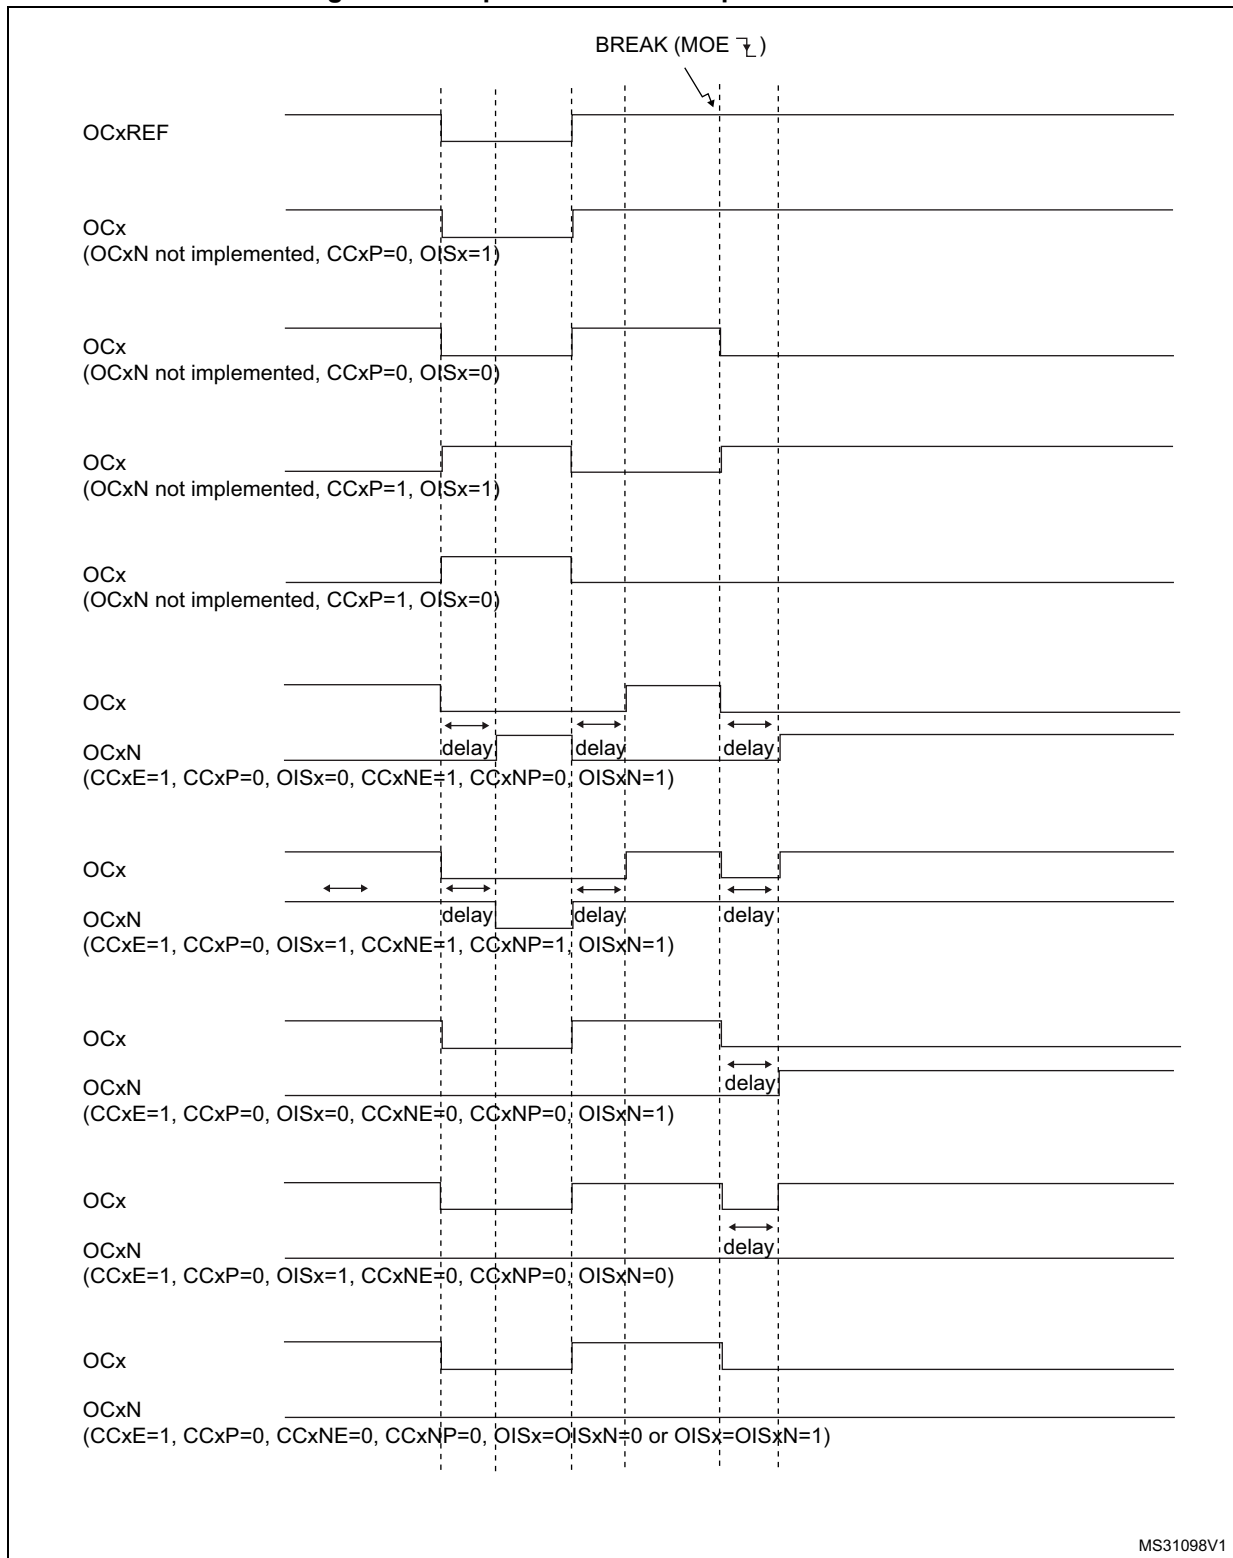 BREAK (MOE )
OCxREF
OCx
(OCxN not implemented, CCxP=0, OISx=1)
OCx
(OCxN not implemented, CCxP=0, OISx=0)
OCx
(OCxN not implemented, CCxP=1, OISx=1)
OCx
(OCxN not implemented, CCxP=1, OISx=0)
OCx
delay delay delay
OCxN
(CCxE=1, CCxP=0, OISx=0, CCxNE=1, CCxNP=0, OISxN=1)
OCx
delay delay delay
OCxN
(CCxE=1, CCxP=0, OISx=1, CCxNE=1, CCxNP=1, OISxN=1)
OCx
delay
OCxN
(CCxE=1, CCxP=0, OISx=0, CCxNE=0, CCxNP=0, OISxN=1)
OCx
delay
OCxN
(CCxE=1, CCxP=0, OISx=1, CCxNE=0, CCxNP=0, OISxN=0)
OCx
OCxN
(CCxE=1, CCxP=0, CCxNE=0, CCxNP=0, OISx=OISxN=0 or OISx=OISxN=1)
MS31098V1